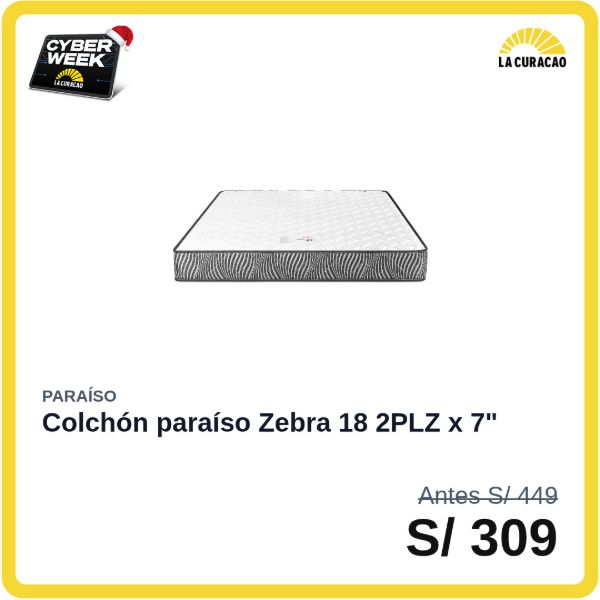 CYBER
WEEK
LA CURACAO
LA CURACAO
PARAÍSO
Colchón paraíso Zebra 18 2PLZ x 7"
Antes S/ 449
S/ 309